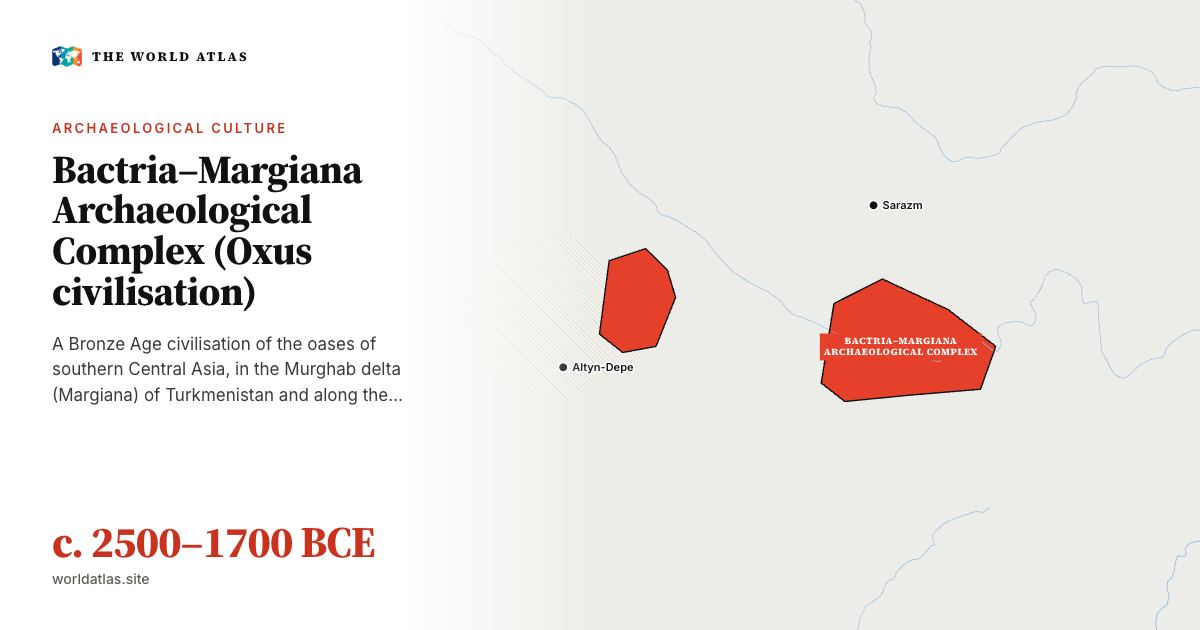 THE WORLD ATLAS
ARCHAEOLOGICAL CULTURE
Bactria–Margiana
Archaeological
Complex (Oxus
civilisation)
A Bronze Age civilisation of the oases of
southern Central Asia, in the Murghab delta
(Margiana) of Turkmenistan and along the...
c. 2500–1700 BCE
worldatlas.site
Sarazm
BACTRIA–MARGIANA
ARCHAEOLOGICAL COMPLEX
Altyn-Depe